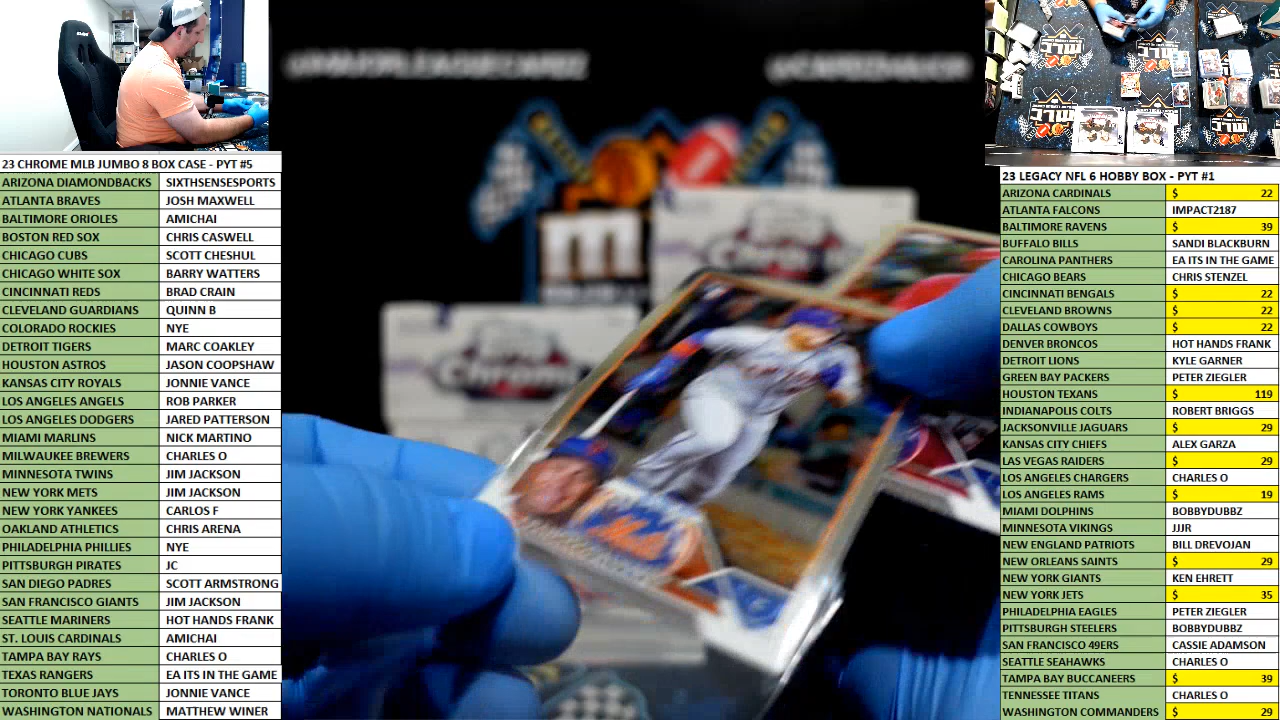 23 CHROME MLB JUMBO 8 BOX CASE - PYT #5
ARIZONA DIAMONDBACKS SIXTHSENSESPORTS
ATLANTA BRAVES JOSH MAXWELL
BALTIMORE ORIOLES AMICHAI
BOSTON RED SOX CHRIS CASWELL
CHICAGO CUBS SCOTT CHESHUL
CHICAGO WHITE SOX BARRY WATTERS
CINCINNATI REDS BRAD CRAIN
CLEVELAND GUARDIANS QUINN B
COLORADO ROCKIES NYE
DETROIT TIGERS MARC COAKLEY
HOUSTON ASTROS JASON COOPSHAW
KANSAS CITY ROYALS JONNIE VANCE
LOS ANGELES ANGELS ROB PARKER
LOS ANGELES DODGERS JARED PATTERSON
MIAMI MARLINS NICK MARTINO
MILWAUKEE BREWERS CHARLES O
MINNESOTA TWINS JIM JACKSON
NEW YORK METS JIM JACKSON
NEW YORK YANKEES CARLOS F
OAKLAND ATHLETICS CHRIS ARENA
PHILADELPHIA PHILLIES NYE
PITTSBURGH PIRATES JC
SAN DIEGO PADRES SCOTT ARMSTRONG
SAN FRANCISCO GIANTS JIM JACKSON
SEATTLE MARINERS HOT HANDS FRANK
ST. LOUIS CARDINALS AMICHAI
TAMPA BAY RAYS CHARLES O
TEXAS RANGERS EA ITS IN THE GAME
TORONTO BLUE JAYS JONNIE VANCE
WASHINGTON NATIONALS MATTHEW WINER
m
Chrome
Chrome
Mets
23 LEGACY NFL 6 HOBBY BOX - PYT #1
ARIZONA CARDINALS $ 22
ATLANTA FALCONS IMPACT2187
BALTIMORE RAVENS $ 39
BUFFALO BILLS SANDI BLACKBURN
CAROLINA PANTHERS EA ITS IN THE GAME
CHICAGO BEARS CHRIS STENZEL
CINCINNATI BENGALS $ 22
CLEVELAND BROWNS $ 22
DALLAS COWBOYS $ 22
DENVER BRONCOS HOT HANDS FRANK
DETROIT LIONS KYLE GARNER
GREEN BAY PACKERS PETER ZIEGLER
HOUSTON TEXANS $ 119
INDIANAPOLIS COLTS ROBERT BRIGGS
JACKSONVILLE JAGUARS $ 29
KANSAS CITY CHIEFS ALEX GARZA
LAS VEGAS RAIDERS $ 29
LOS ANGELES CHARGERS CHARLES O
LOS ANGELES RAMS $ 19
MIAMI DOLPHINS BOBBYDUBBZ
MINNESOTA VIKINGS JJJR
NEW ENGLAND PATRIOTS BILL DREVOJAN
NEW ORLEANS SAINTS $ 29
NEW YORK GIANTS KEN EHRETT
NEW YORK JETS $ 35
PHILADELPHIA EAGLES PETER ZIEGLER
PITTSBURGH STEELERS BOBBYDUBBZ
SAN FRANCISCO 49ERS CASSIE ADAMSON
SEATTLE SEAHAWKS CHARLES O
TAMPA BAY BUCCANEERS $ 39
TENNESSEE TITANS CHARLES O
WASHINGTON COMMANDERS $ 29